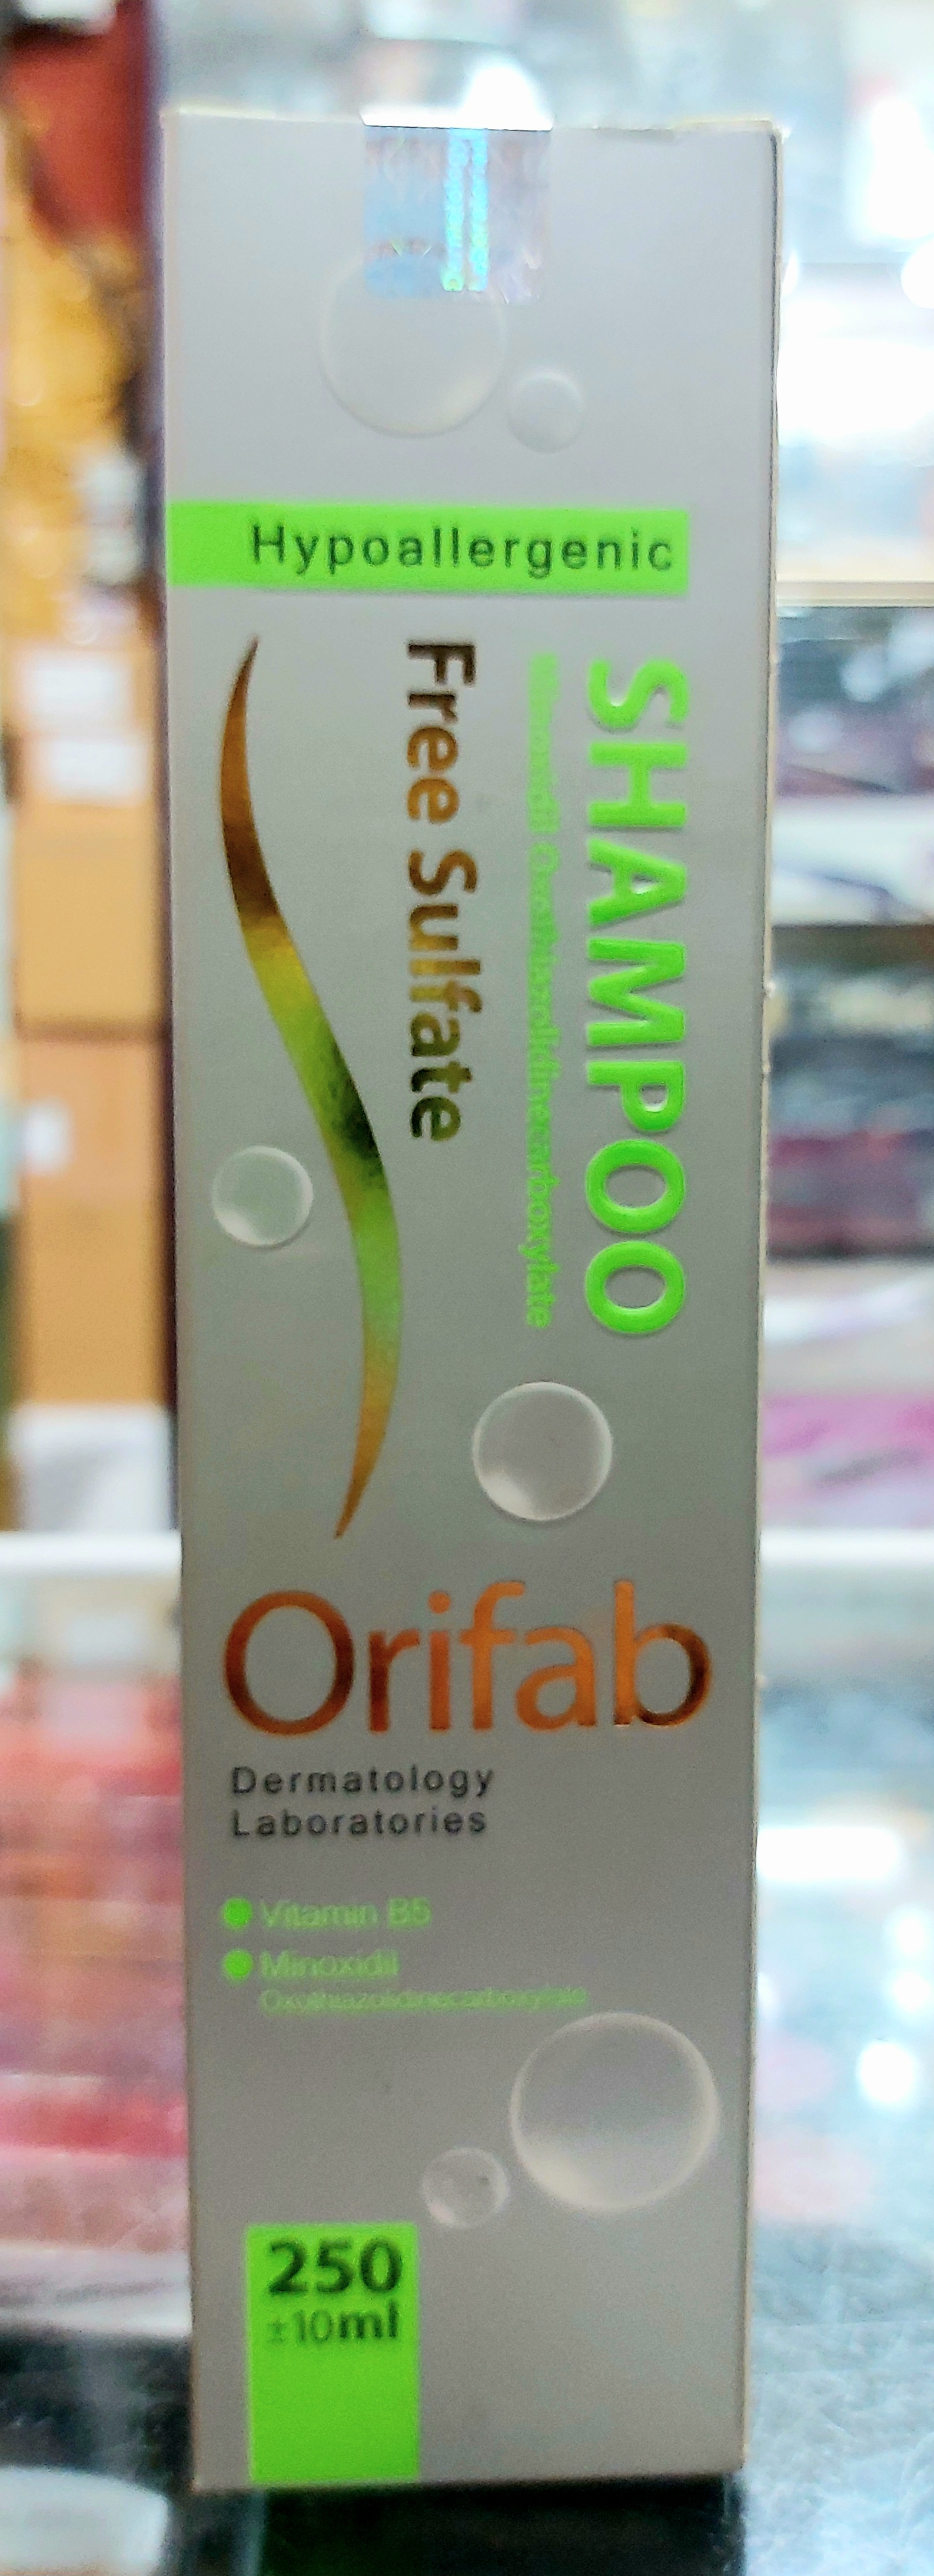 Hypoallergenic
SHAMPOO
Minoxidil Oxothiazolidinecarboxylate
Free Sulfate
Orifab
Dermatology
Laboratories
Vitamin B5
Minoxidil
Oxothiazolidinecarboxylate
250
±10ml